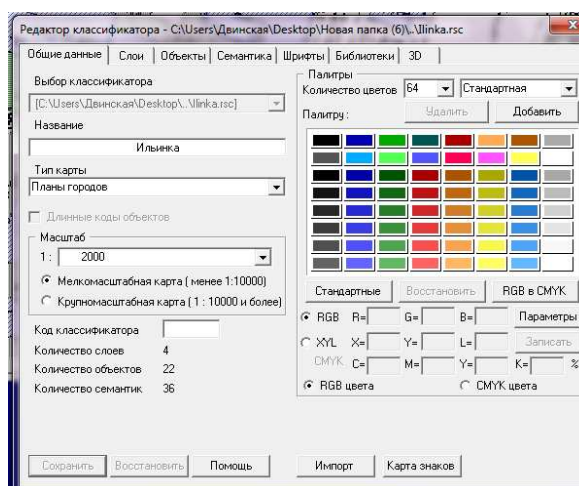 Редактор классификатора - C:\Users\Двинская\Desktop\Новая папка (6)\..\Ilinka.rsc]
Общие данные | Слои | Объекты | Семантика | Шрифты | Библиотеки | 3D
Выбор классификатора
[C:\Users\Двинская\Desktop\..\Ilinka.rsc]
Название
Ильинка
Тип карты
Планы городов
Длинные коды объектов
Масштаб
1 : 2000
Мелкомасштабная карта ( менее 1:10000)
Крупномасштабная карта ( 1 : 10000 и более)
Код классификатора
Количество слоев 4
Количество объектов 22
Количество семантик 36
Палитры
Количество цветов 64 Стандартная
Палитру : Удалить Добавить
Стандартные Восстановить RGB в CMYK
RGB R= G= B= Параметры
XYL X= Y= L= Записать
CMYK C= M= Y= K= %
RGB цвета CMYK цвета
Сохранить Восстановить Помощь Импорт Карта знаков